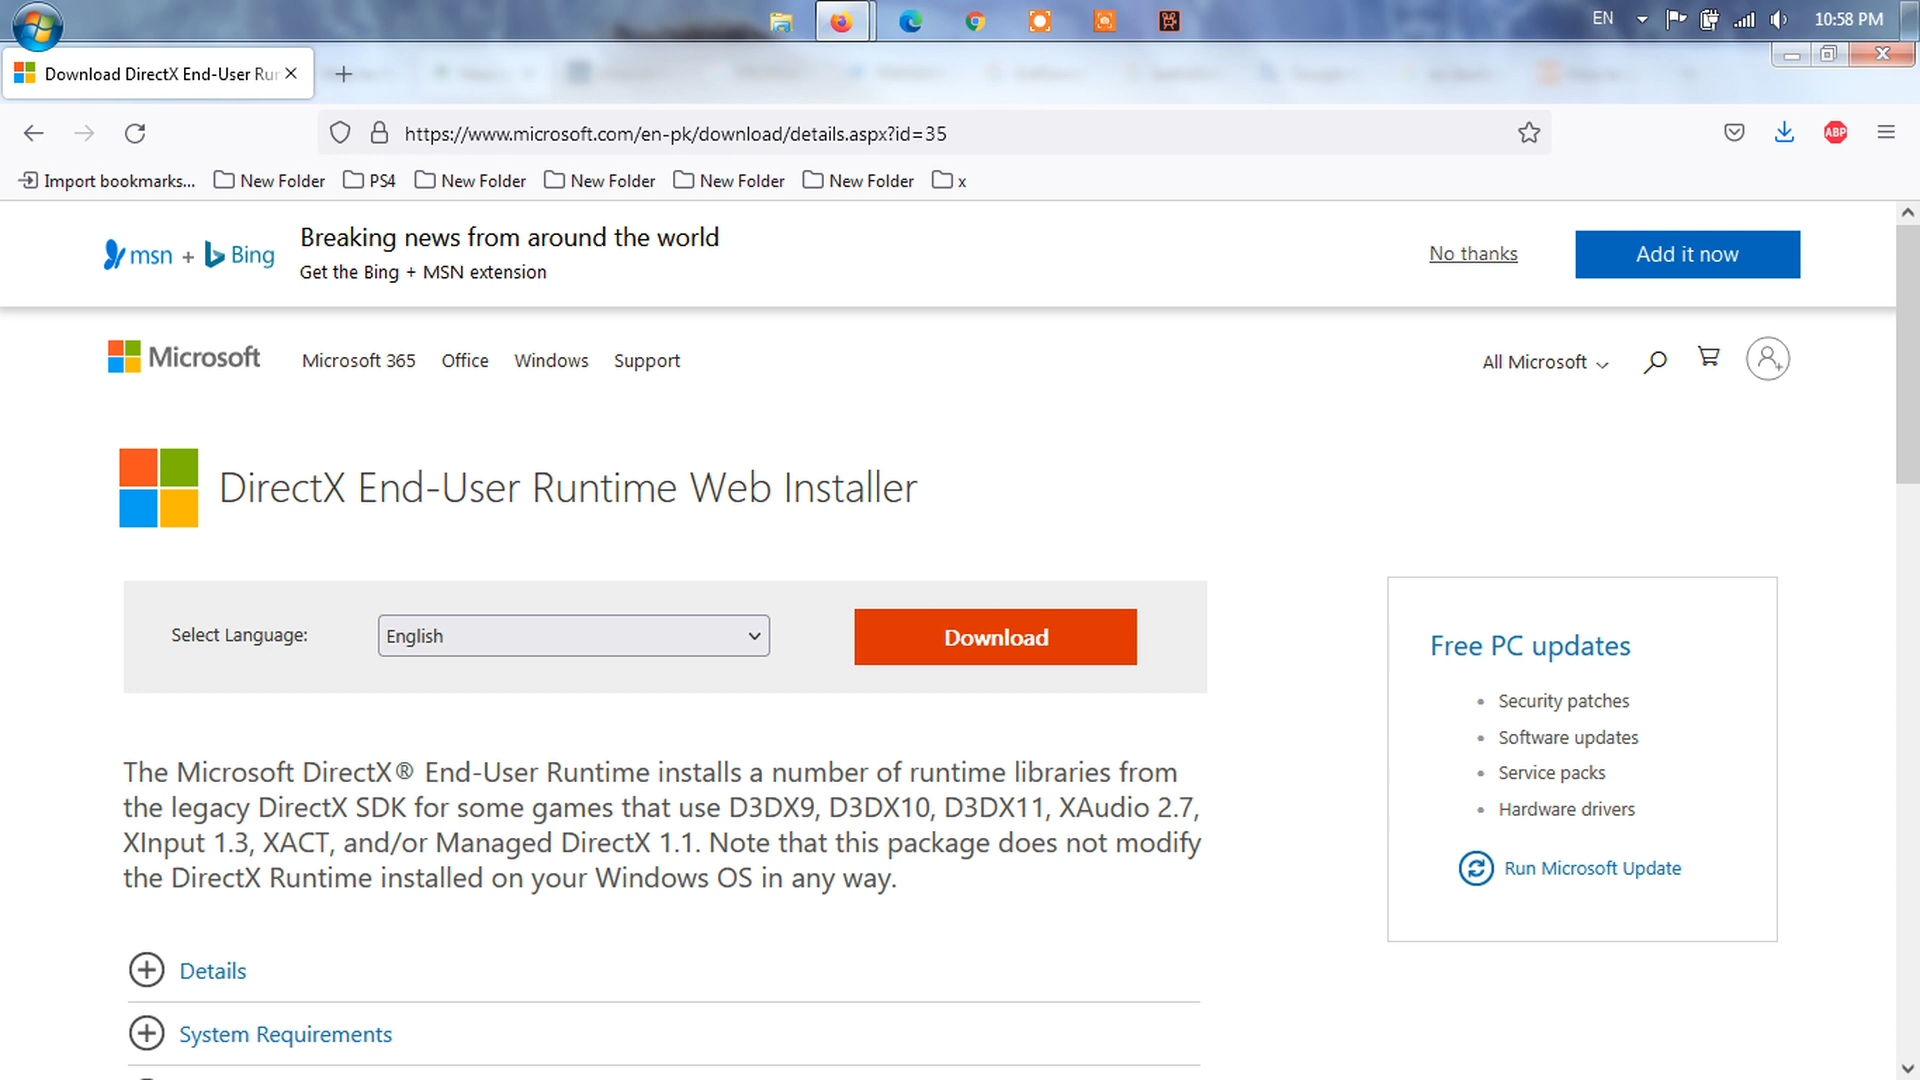 EN
10:58 PM
Download DirectX End-User Ru
https://www.microsoft.com/en-pk/download/details.aspx?id=35
ABP
Import bookmarks...
New Folder
PS4
New Folder
New Folder
New Folder
New Folder
x
msn + Bing
Breaking news from around the world
Get the Bing + MSN extension
No thanks
Add it now
Microsoft
Microsoft 365
Office
Windows
Support
All Microsoft
DirectX End-User Runtime Web Installer
Select Language:
English
Download
The Microsoft DirectX® End-User Runtime installs a number of runtime libraries from
the legacy DirectX SDK for some games that use D3DX9, D3DX10, D3DX11, XAudio 2.7,
XInput 1.3, XACT, and/or Managed DirectX 1.1. Note that this package does not modify
the DirectX Runtime installed on your Windows OS in any way.
Details
System Requirements
Free PC updates
Security patches
Software updates
Service packs
Hardware drivers
Run Microsoft Update